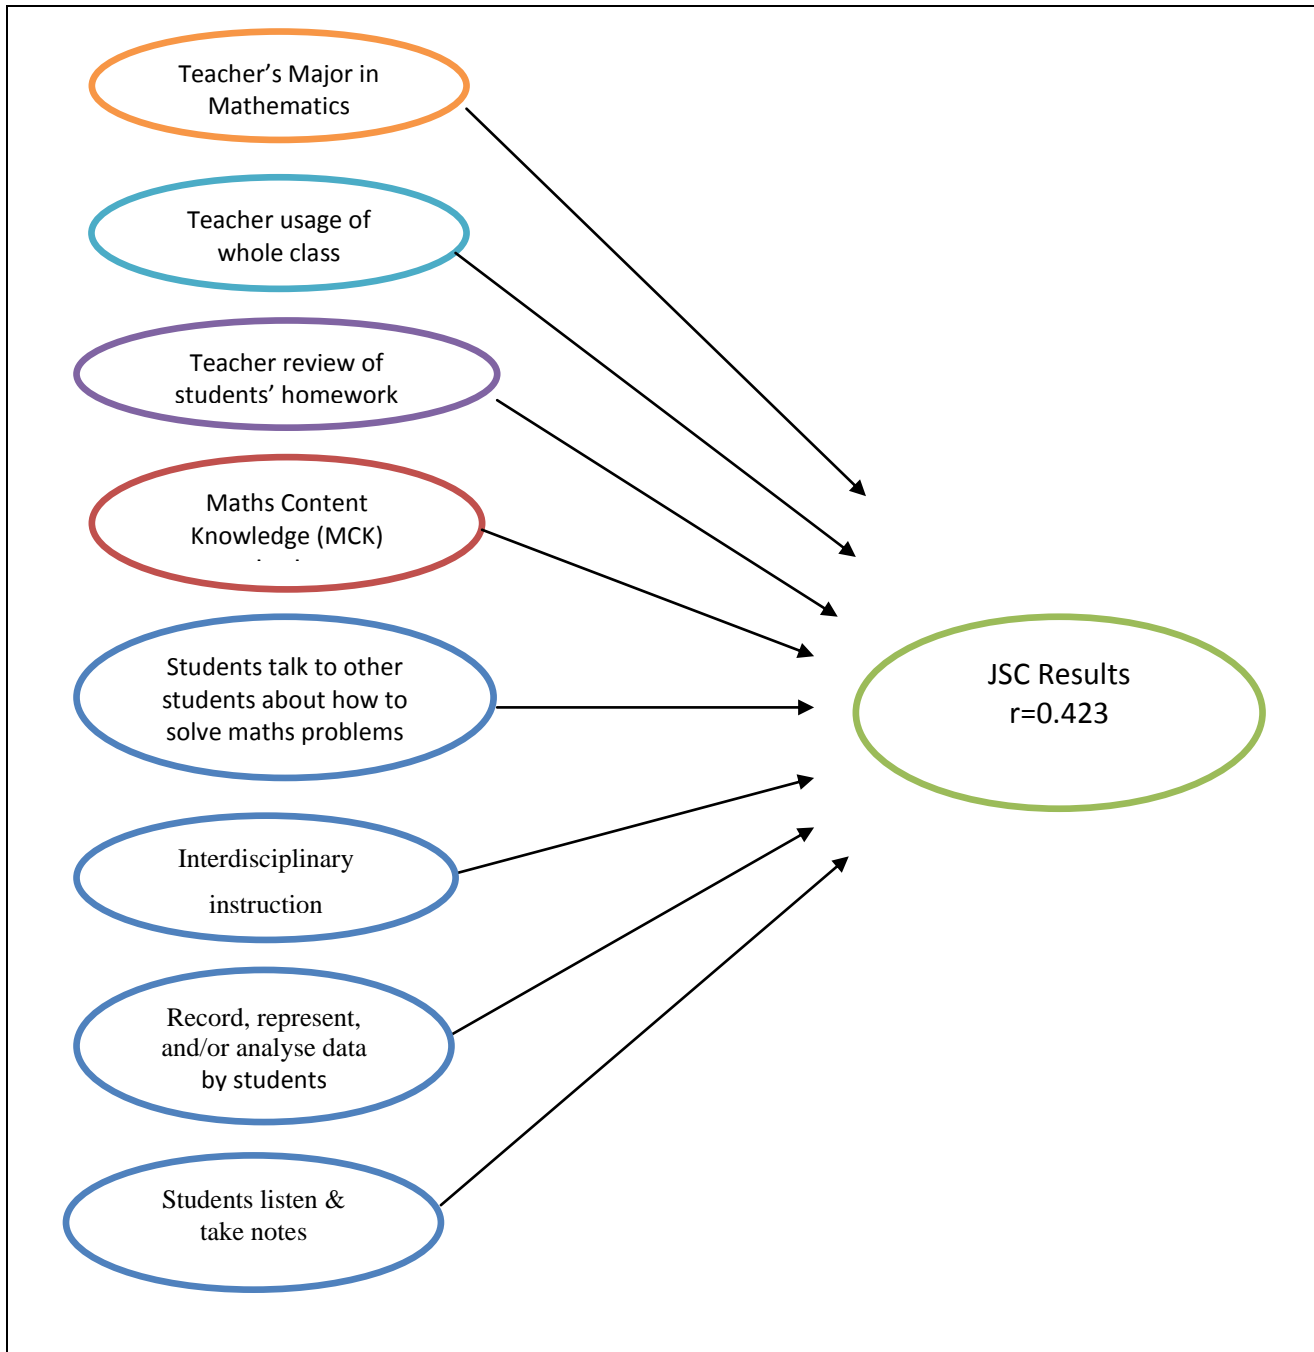 Teacher’s Major in
Mathematics
Teacher usage of
whole class
Teacher review of
students’ homework
Maths Content
Knowledge (MCK)
Students talk to other
students about how to
solve maths problems
JSC Results
r=0.423
Interdisciplinary
instruction
Record, represent,
and/or analyse data
by students
Students listen &
take notes